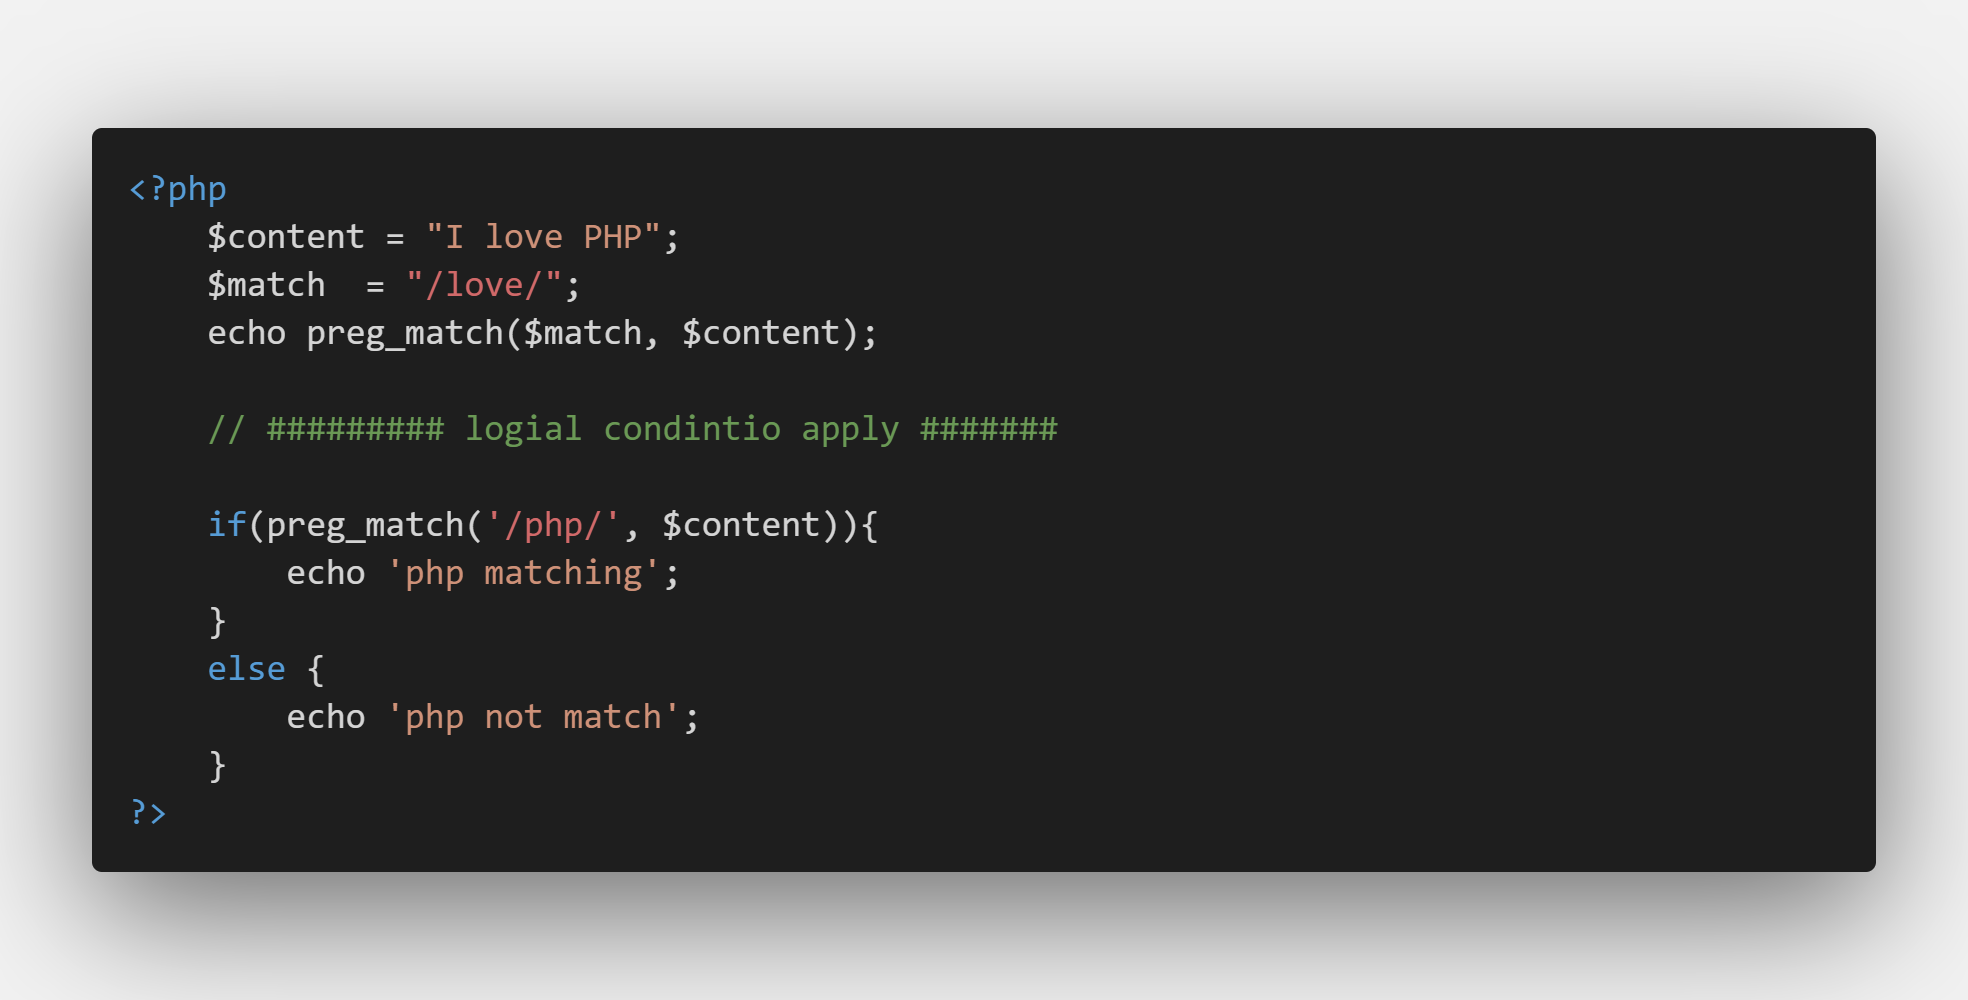 <?php
    $content = "I love PHP";
    $match  = "/love/";
    echo preg_match($match, $content);

    // ######### logial condintio apply #######

    if(preg_match('/php/', $content)){
        echo 'php matching';
    }
    else {
        echo 'php not match';
    }
?>